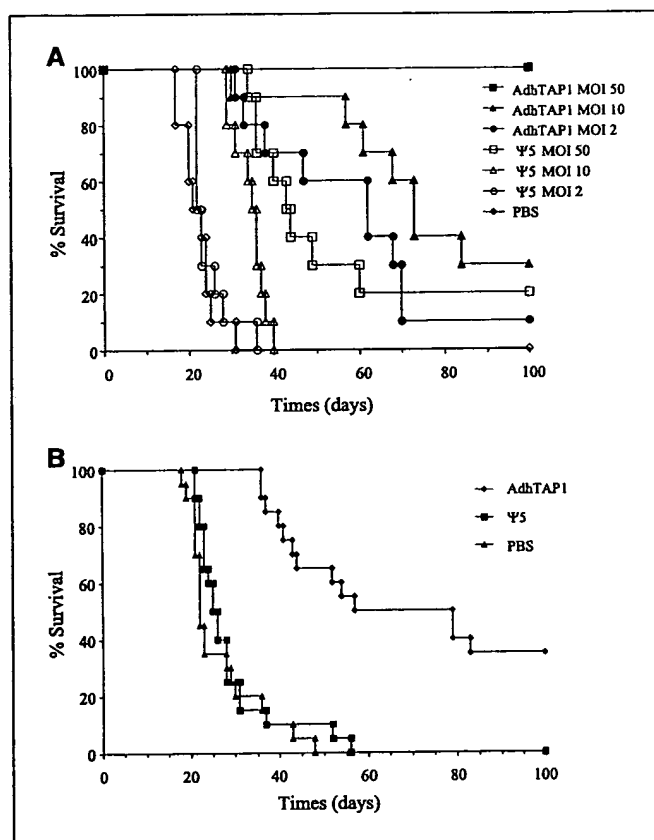 A
% Survival
100
80
60
40
20
0
0 20 40 60 80 100
Times (days)
AdhTAP1 MOI 50
AdhTAP1 MOI 10
AdhTAP1 MOI 2
Ψ5 MOI 50
Ψ5 MOI 10
Ψ5 MOI 2
PBS
B
% Survival
100
80
60
40
20
0
0 20 40 60 80 100
Times (days)
AdhTAP1
Ψ5
PBS